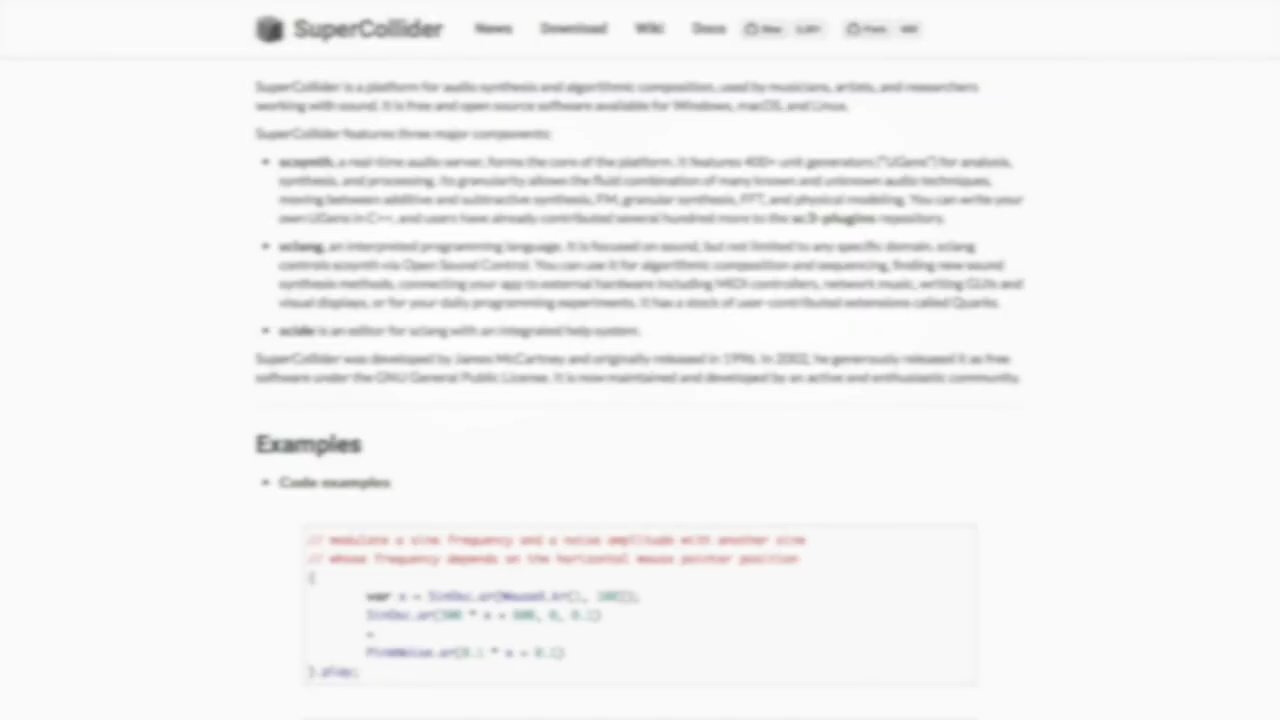 SuperCollider News Download Wiki Docs Star Fork
SuperCollider is a platform for audio synthesis and algorithmic composition, used by musicians, artists, and researchers
working with sound. It is free and open source software available for Windows, macOS, and Linux.
SuperCollider features three major components:
• scsynth, a real-time audio server, forms the core of the platform. It features 400+ unit generators ("UGens") for analysis,
synthesis, and processing. Its granularity allows the fluid combination of many known and unknown audio techniques,
moving between additive and subtractive synthesis, FM, granular synthesis, FFT, and physical modeling. You can write your
own UGens in C++, and users have already contributed several hundred more to the sc3-plugins repository.
• sclang, an interpreted programming language. It is focused on sound, but not limited to any specific domain. sclang
controls scsynth via Open Sound Control. You can use it for algorithmic composition and sequencing, finding new sound
synthesis methods, connecting your app to external hardware including MIDI controllers, network music, writing GUIs and
visual displays, or for your daily programming experiments. It has a stock of user-contributed extensions called Quarks.
• scide is an editor for sclang with an integrated help system.
SuperCollider was developed by James McCartney and originally released in 1996. In 2002, he generously released it as free
software under the GNU General Public License. It is now maintained and developed by an active and enthusiastic community.
Examples
• Code examples
// modulate a sine frequency and a noise amplitude with another sine
// whose frequency depends on the horizontal mouse pointer position
{
var x = SinOsc.ar(MouseX.kr(1, 100));
SinOsc.ar(300 * x + 800, 0, 0.1)
+
PinkNoise.ar(0.1 * x + 0.1)
}.play;